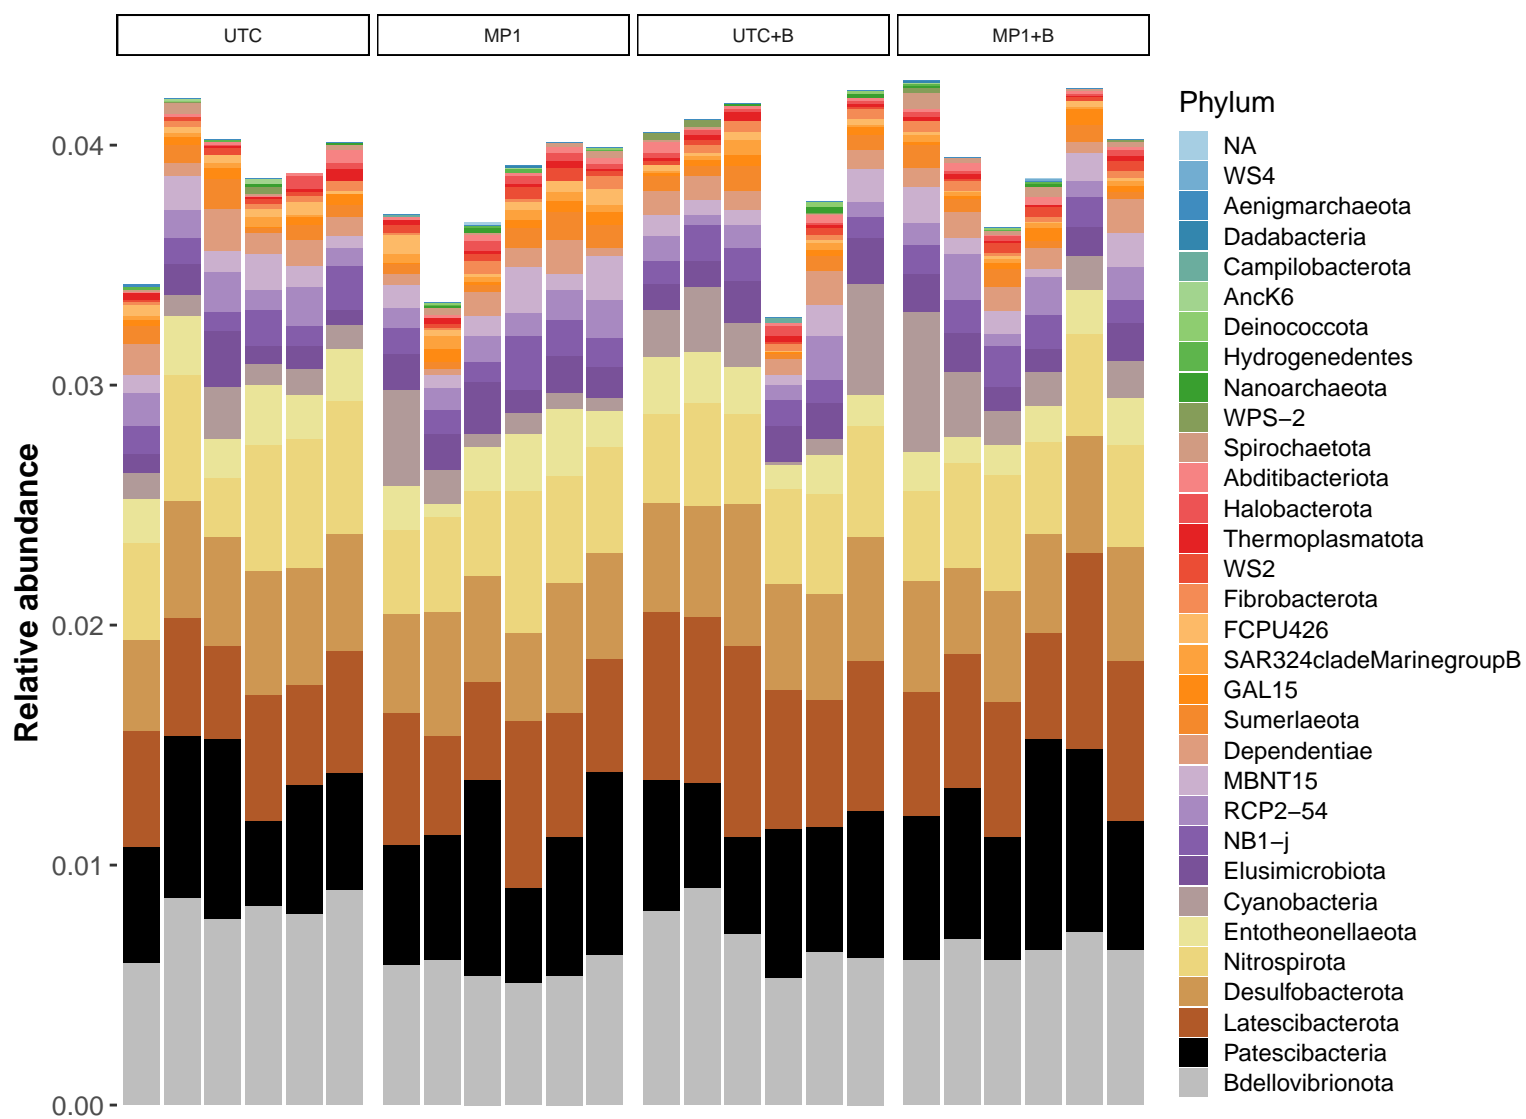 UTC
MP1
UTC+B
MP1+B
Relative abundance
0.04
0.03
0.02
0.01
0.00
Phylum
NA
WS4
Aenigmarchaeota
Dadabacteria
Campilobacterota
AncK6
Deinococcota
Hydrogenedentes
Nanoarchaeota
WPS−2
Spirochaetota
Abditibacteriota
Halobacterota
Thermoplasmatota
WS2
Fibrobacterota
FCPU426
SAR324cladeMarinegroupB
GAL15
Sumerlaeota
Dependentiae
MBNT15
RCP2−54
NB1−j
Elusimicrobiota
Cyanobacteria
Entotheonellaeota
Nitrospirota
Desulfobacterota
Latescibacterota
Patescibacteria
Bdellovibrionota